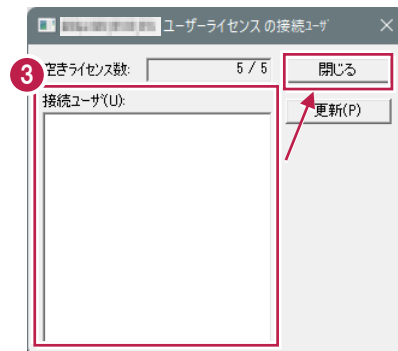 ユーザーライセンスの接続ﾕｰｻﾞ
3
空きライセンス数: 5 / 5
閉じる
接続ユーザ(U):
更新(P)